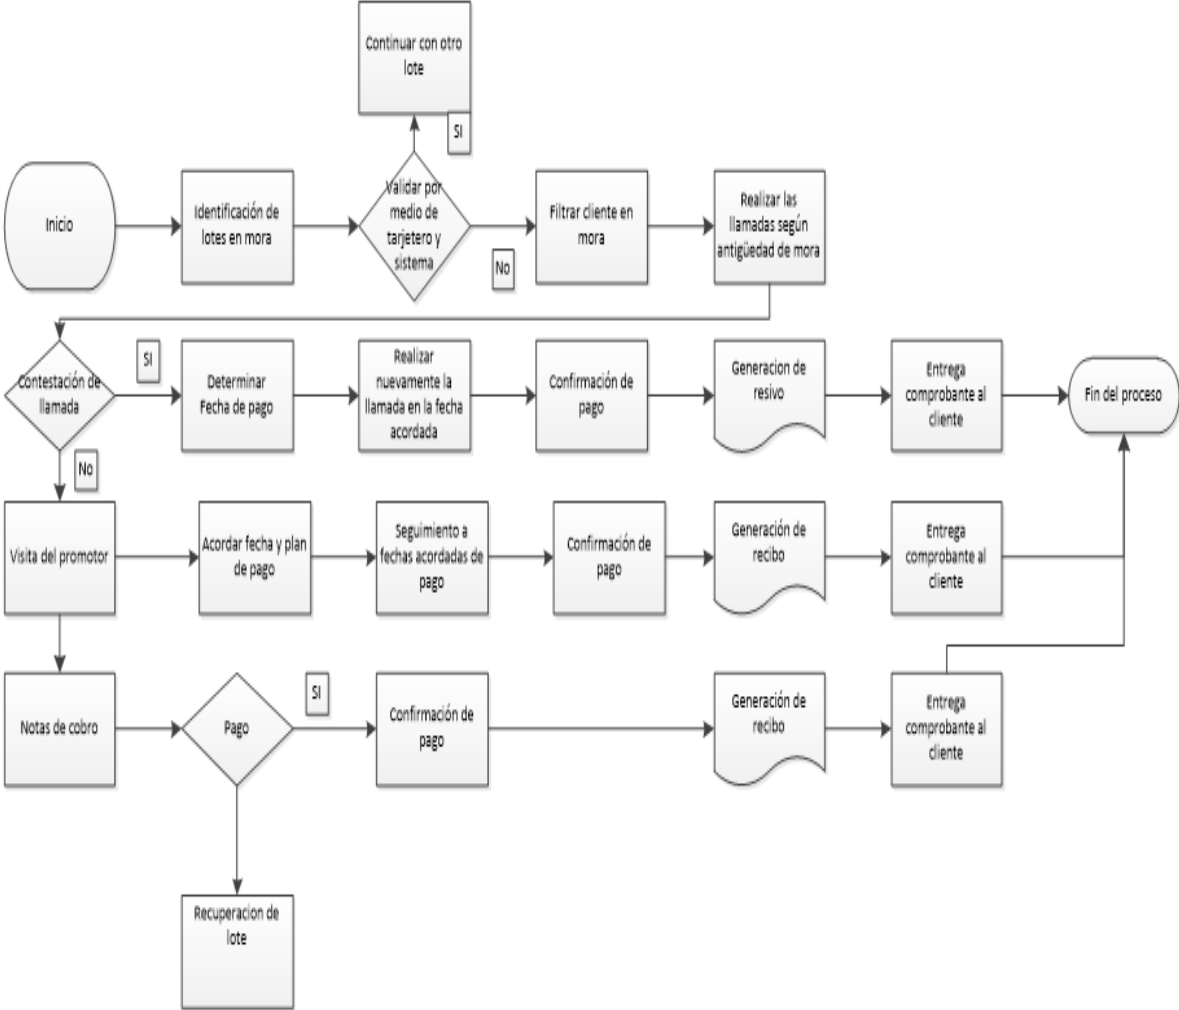 Continuar con otro
lote
SI
Inicio
Identificación de
lotes en mora
Validar por
medio de
tarjetero y
sistema
No
Filtrar cliente en
mora
Realizar las
llamadas según
antigüedad de mora
Contestación de
llamada
SI
No
Determinar
Fecha de pago
Realizar
nuevamente la
llamada en la fecha
acordada
Confirmación de
pago
Generacion de
resivo
Entrega
comprobante al
cliente
Fin del proceso
Visita del promotor
Acordar fecha y plan
de pago
Seguimiento a
fechas acordadas de
pago
Confirmación de
pago
Generación de
recibo
Entrega
comprobante al
cliente
Notas de cobro
Pago
SI
Confirmación de
pago
Generación de
recibo
Entrega
comprobante al
cliente
Recuperacion de
lote